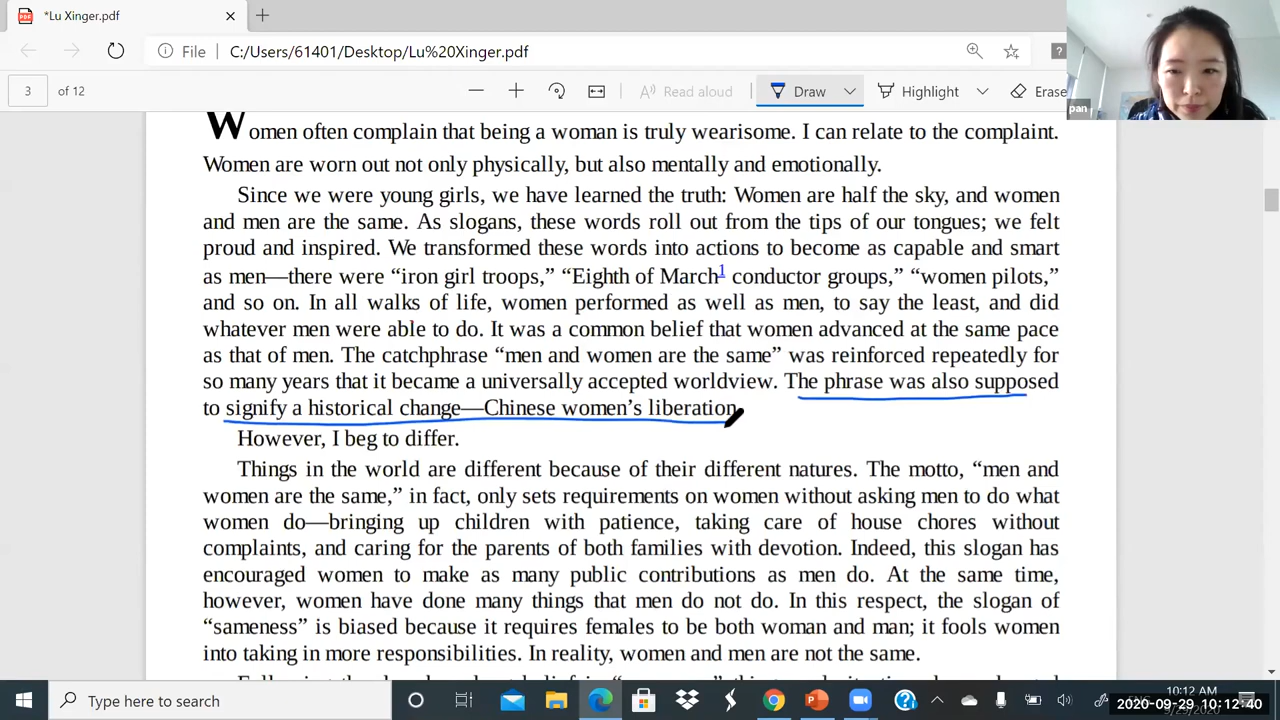 *Lu Xinger.pdf
File C:/Users/61401/Desktop/Lu%20Xinger.pdf
3 of 12 Read aloud Draw Highlight Erase
pan
Women often complain that being a woman is truly wearisome. I can relate to the complaint.
Women are worn out not only physically, but also mentally and emotionally.
Since we were young girls, we have learned the truth: Women are half the sky, and women
and men are the same. As slogans, these words roll out from the tips of our tongues; we felt
proud and inspired. We transformed these words into actions to become as capable and smart
as men—there were “iron girl troops,” “Eighth of March1 conductor groups,” “women pilots,”
and so on. In all walks of life, women performed as well as men, to say the least, and did
whatever men were able to do. It was a common belief that women advanced at the same pace
as that of men. The catchphrase “men and women are the same” was reinforced repeatedly for
so many years that it became a universally accepted worldview. The phrase was also supposed
to signify a historical change—Chinese women’s liberation.
However, I beg to differ.
Things in the world are different because of their different natures. The motto, “men and
women are the same,” in fact, only sets requirements on women without asking men to do what
women do—bringing up children with patience, taking care of house chores without
complaints, and caring for the parents of both families with devotion. Indeed, this slogan has
encouraged women to make as many public contributions as men do. At the same time,
however, women have done many things that men do not do. In this respect, the slogan of
“sameness” is biased because it requires females to be both woman and man; it fools women
into taking in more responsibilities. In reality, women and men are not the same.
Type here to search
10:12 AM
2020-09-29 10:12:40